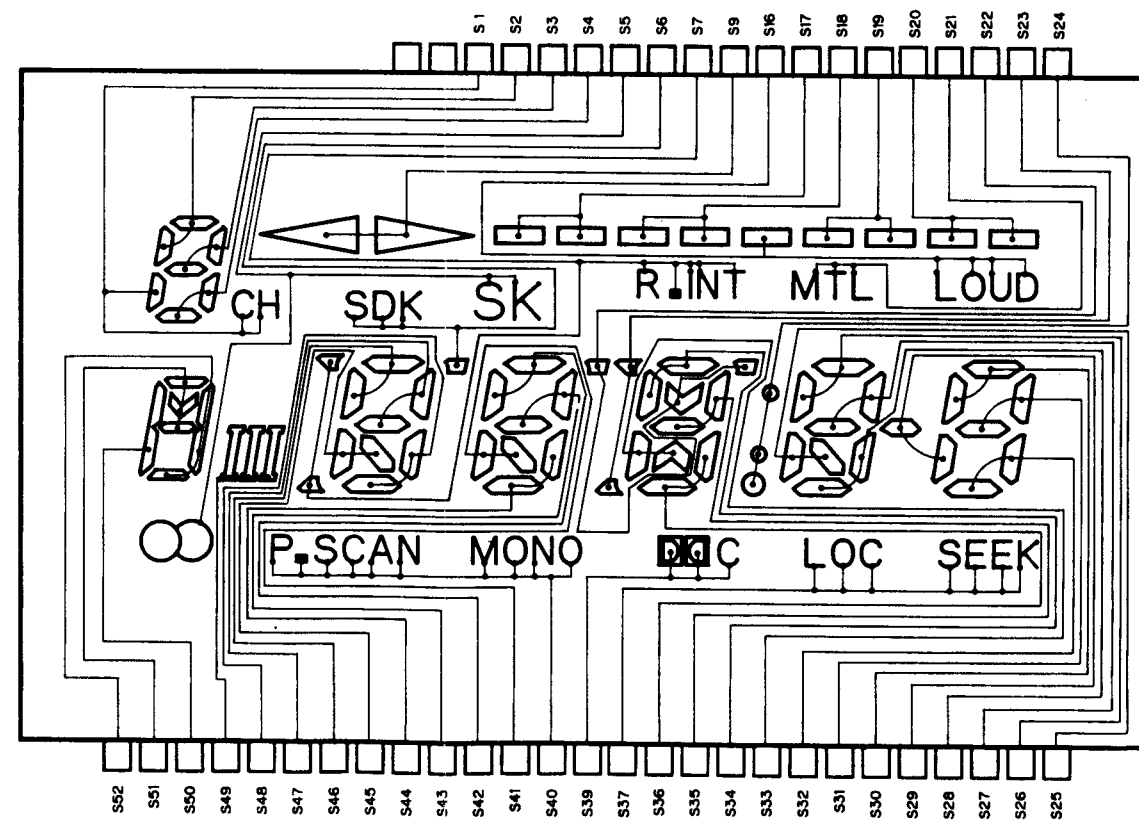 S1 S2 S3 S4 S5 S6 S7 S9 S16 S17 S18 S19 S20 S21 S22 S23 S24
CH SDK SK R.INT MTL LOUD
P.SCAN MONO DDC LOC SEEK
S52 S51 S50 S49 S48 S47 S46 S45 S44 S43 S42 S41 S40 S39 S37 S36 S35 S34 S33 S32 S31 S30 S29 S28 S27 S26 S25